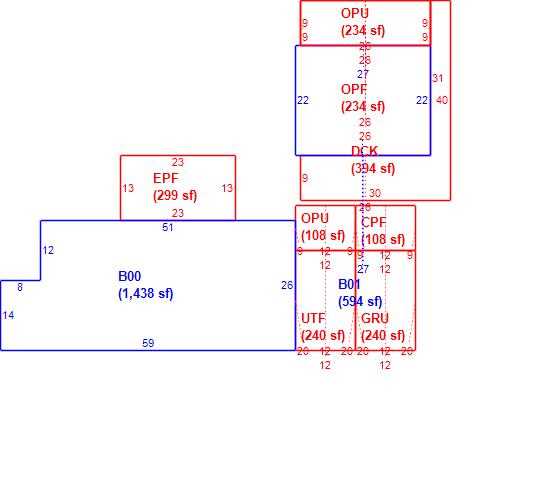 OPU
9 (234 sf) 9
9 26 9
26
27
31
OPF
22 (234 sf) 22 40
26
26
DCK
23 (394 sf)
EPF
13 (299 sf) 13 9
30
23 26
51 OPU CPF
(108 sf) (108 sf)
12 9 12 9 9 12 9
12 27 12
B00 26 B01
8 (1,438 sf) (594 sf)
14 UTF GRU
(240 sf) (240 sf)
59 20 12 20 20 12 20
12 12